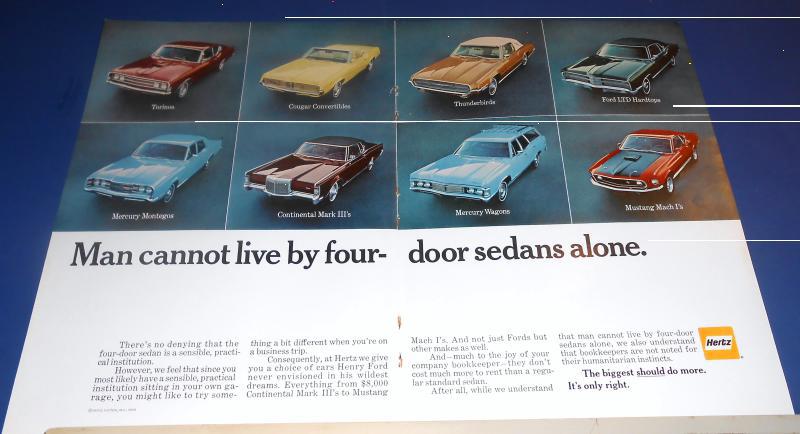 Torinos
Cougar Convertibles
Thunderbirds
Ford LTD Hardtops
Mercury Montegos
Continental Mark III's
Mercury Wagons
Mustang Mach I's
Man cannot live by four-door sedans alone.
There's no denying that the
four-door sedan is a sensible, practi-
cal institution.
However, we feel that since you
most likely have a sensible, practical
institution sitting in your own ga-
rage, you might like to try some-
thing a bit different when you're on
a business trip.
Consequently, at Hertz we give
you a choice of cars Henry Ford
never envisioned in his wildest
dreams. Everything from $8,000
Continental Mark III's to Mustang
Mach I's. And not just Fords but
other makes as well.
And—much to the joy of your
company bookkeeper—they don't
cost much more to rent than a regu-
lar standard sedan.
After all, while we understand
that man cannot live by four-door
sedans alone, we also understand
that bookkeepers are not noted for
their humanitarian instincts.
The biggest should do more.
It's only right.
Hertz